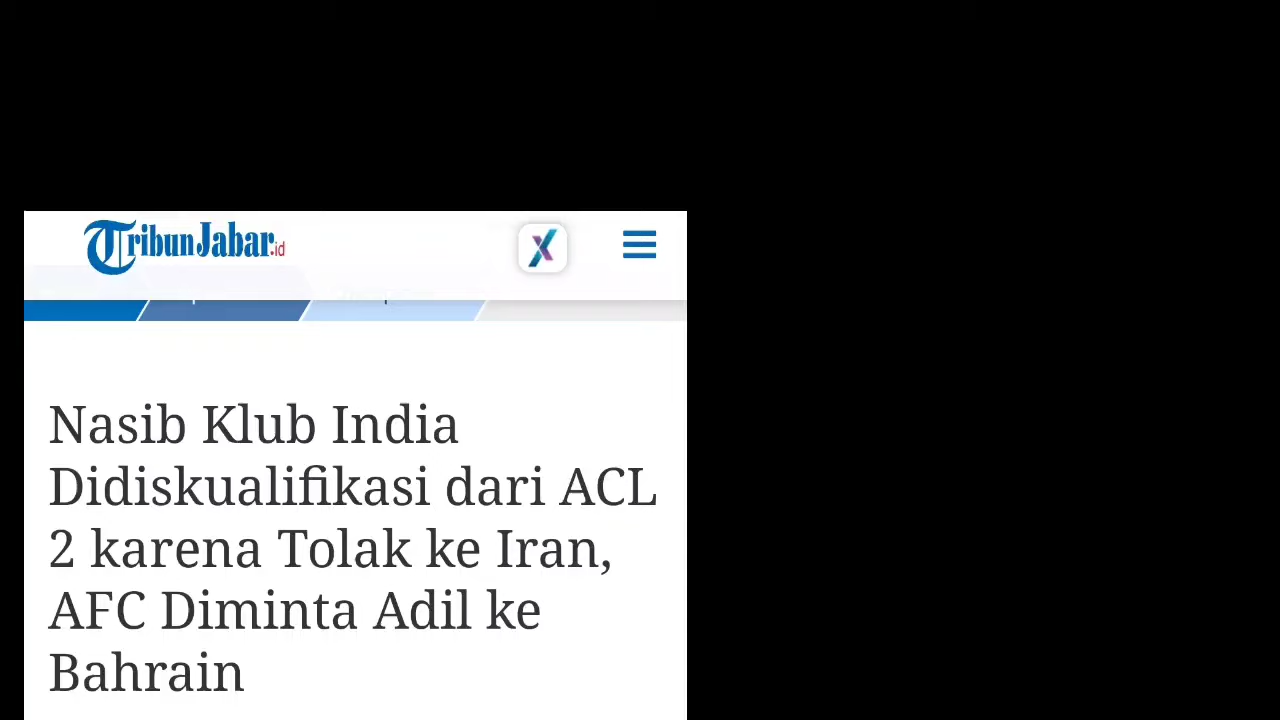 TribunJabar.id
Nasib Klub India
Didiskualifikasi dari ACL
2 karena Tolak ke Iran,
AFC Diminta Adil ke
Bahrain